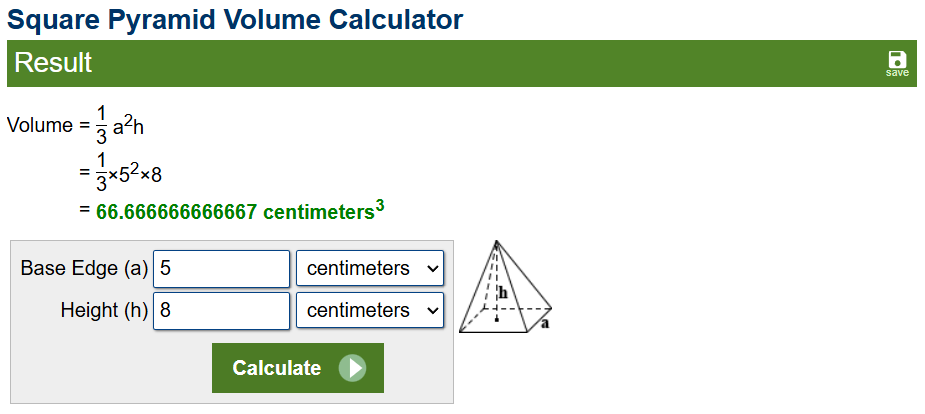 Square Pyramid Volume Calculator
Result
save
Volume = 1/3 a²h
= 1/3×5²×8
= 66.666666666667 centimeters³
Base Edge (a) 5 centimeters
Height (h) 8 centimeters
h
a
Calculate